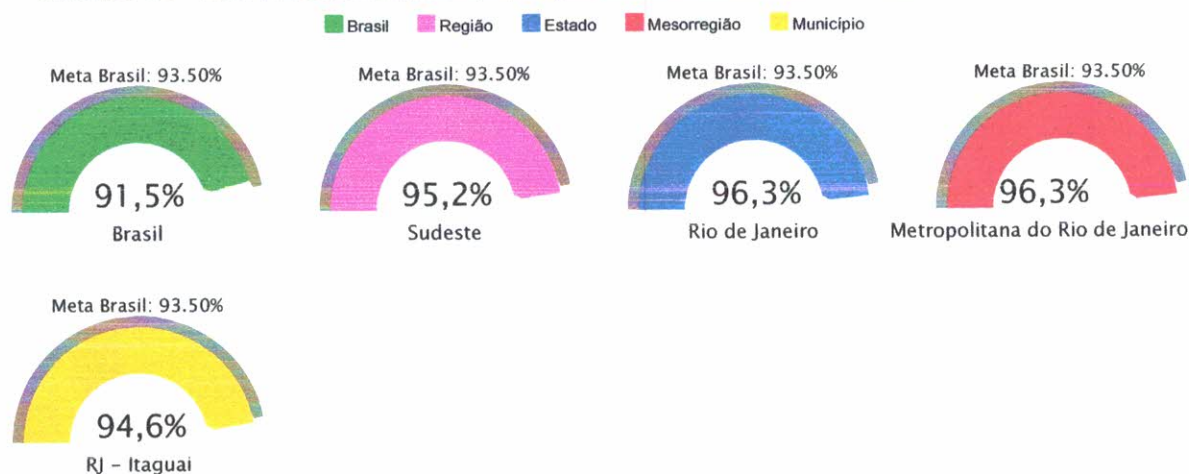 Brasil Região Estado Mesorregião Município
Meta Brasil: 93.50% Meta Brasil: 93.50% Meta Brasil: 93.50% Meta Brasil: 93.50%
91,5% 95,2% 96,3% 96,3%
Brasil Sudeste Rio de Janeiro Metropolitana do Rio de Janeiro
Meta Brasil: 93.50%
94,6%
RJ - Itaguai